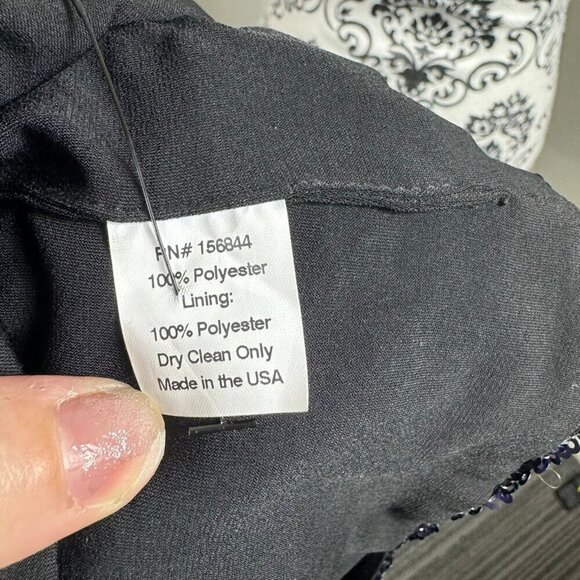 RN# 156844
100% Polyester
Lining:
100% Polyester
Dry Clean Only
Made in the USA